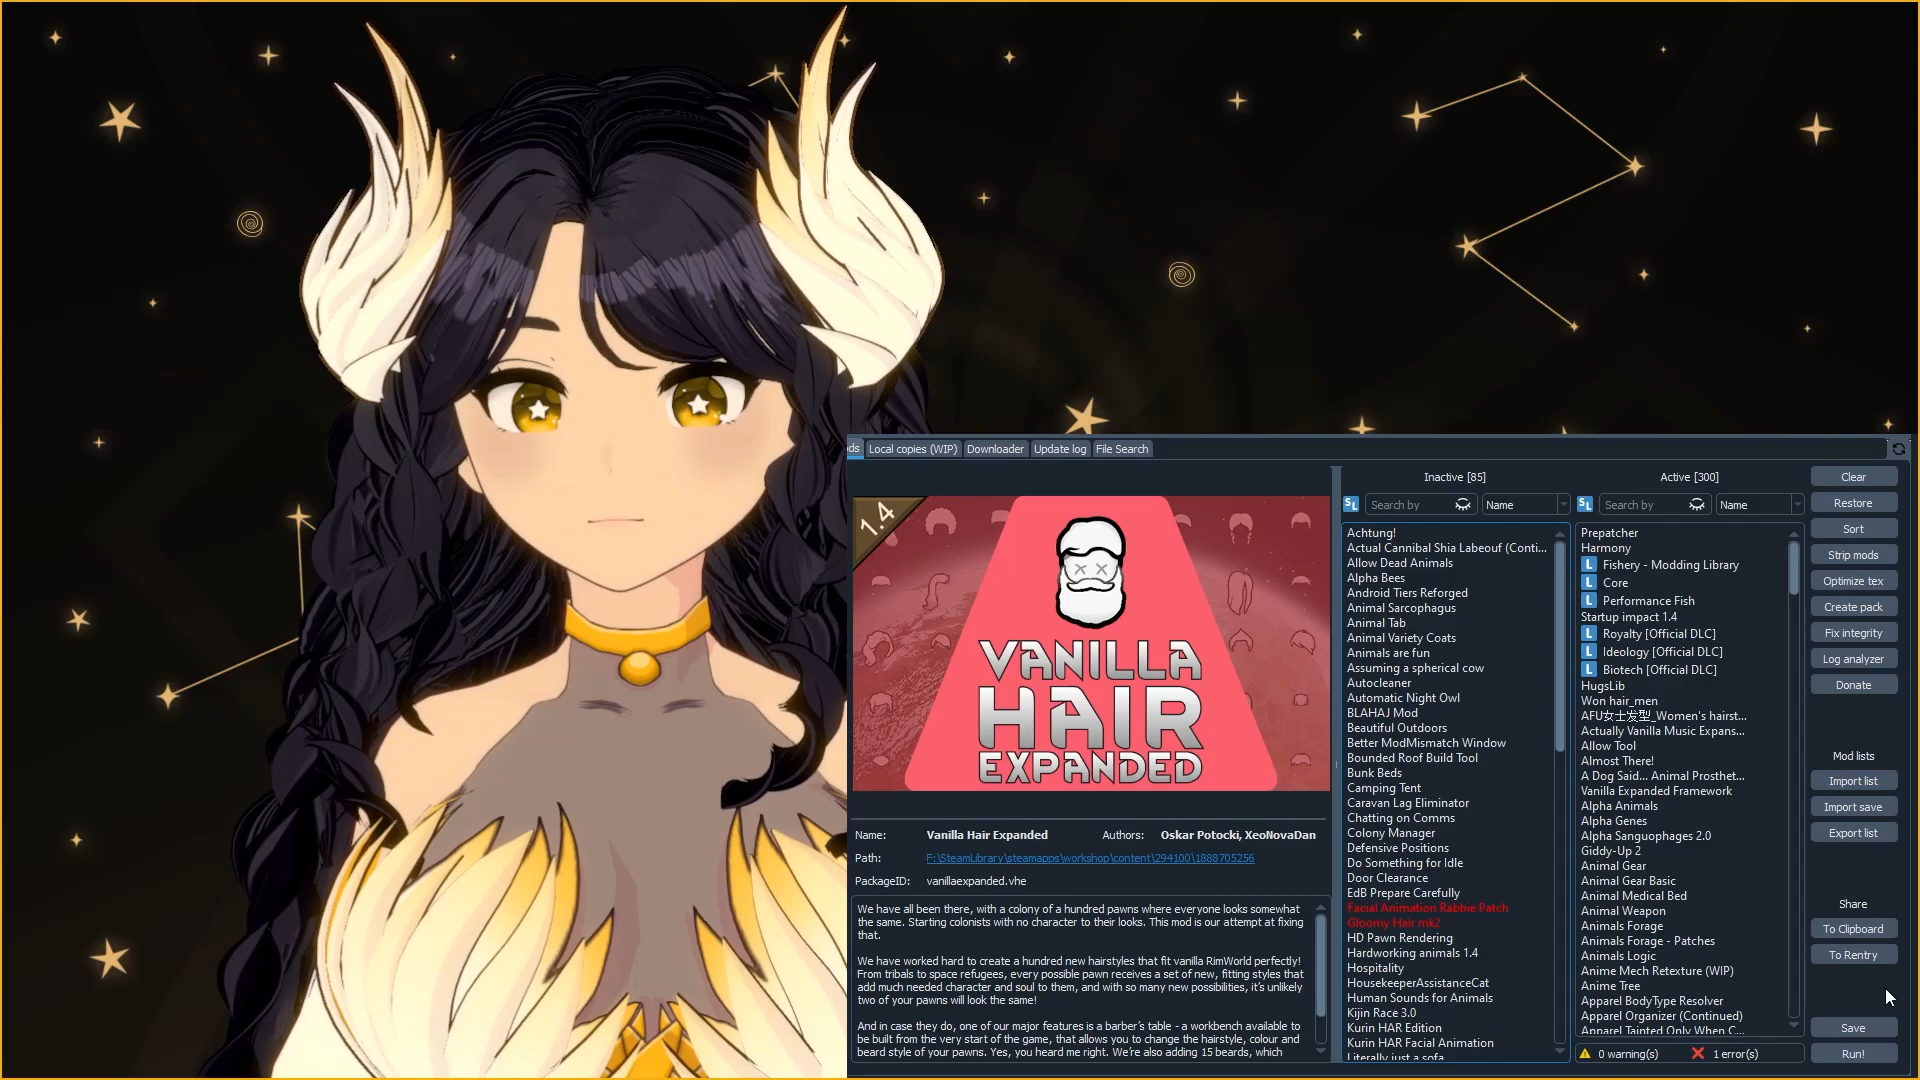 ds
Local copies (WIP)
Downloader
Update log
File Search
1.4
VANILLA
HAIR
EXPANDED
Name:
Vanilla Hair Expanded
Authors:
Oskar Potocki, XeoNovaDan
Path:
F:\SteamLibrary\steamapps\workshop\content\294100\1888705256
PackageID:
vanillaexpanded.vhe
We have all been there, with a colony of a hundred pawns where everyone looks somewhat
the same. Starting colonists with no character to their looks. This mod is our attempt at fixing
that.
We have worked hard to create a hundred new hairstyles that fit vanilla RimWorld perfectly!
From tribals to space refugees, every possible pawn receives a set of new, fitting styles that
add much needed character and soul to them, and with so many new possibilities, it's unlikely
two of your pawns will look the same!
And in case they do, one of our major features is a barber's table - a workbench available to
be built from the very start of the game, that allows you to change the hairstyle, colour and
beard style of your pawns. Yes, you heard me right. We're also adding 15 beards, which
Inactive [85]
SL
Search by
Name
Achtung!
Actual Cannibal Shia Labeouf (Conti...
Allow Dead Animals
Alpha Bees
Android Tiers Reforged
Animal Sarcophagus
Animal Tab
Animal Variety Coats
Animals are fun
Assuming a spherical cow
Autocleaner
Automatic Night Owl
BLAHAJ Mod
Beautiful Outdoors
Better ModMismatch Window
Bounded Roof Build Tool
Bunk Beds
Camping Tent
Caravan Lag Eliminator
Chatting on Comms
Colony Manager
Defensive Positions
Do Something for Idle
Door Clearance
EdB Prepare Carefully
Facial Animation Rabbie Patch
Gloomy Hair mk2
HD Pawn Rendering
Hardworking animals 1.4
Hospitality
HousekeeperAssistanceCat
Human Sounds for Animals
Kijin Race 3.0
Kurin HAR Edition
Kurin HAR Facial Animation
Literally just a sofa
Active [300]
SL
Search by
Name
Prepatcher
Harmony
L Fishery - Modding Library
L Core
L Performance Fish
Startup impact 1.4
L Royalty [Official DLC]
L Ideology [Official DLC]
L Biotech [Official DLC]
HugsLib
Won hair_men
AFU女士发型_Women's hairst...
Actually Vanilla Music Expans...
Allow Tool
Almost There!
A Dog Said... Animal Prosthet...
Vanilla Expanded Framework
Alpha Animals
Alpha Genes
Alpha Sanguophages 2.0
Giddy-Up 2
Animal Gear
Animal Gear Basic
Animal Medical Bed
Animal Weapon
Animals Forage
Animals Forage - Patches
Animals Logic
Anime Mech Retexture (WIP)
Anime Tree
Apparel BodyType Resolver
Apparel Organizer (Continued)
Apparel Tainted Only When C...
0 warning(s)
1 error(s)
Clear
Restore
Sort
Strip mods
Optimize tex
Create pack
Fix integrity
Log analyzer
Donate
Mod lists
Import list
Import save
Export list
Share
To Clipboard
To Rentry
Save
Run!